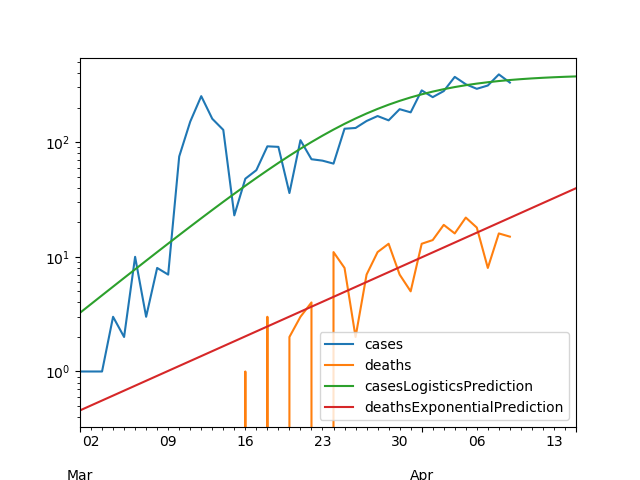 10²
10¹
10⁰
cases
deaths
casesLogisticsPrediction
deathsExponentialPrediction
02 09 16 23 30 06 13
Mar Apr